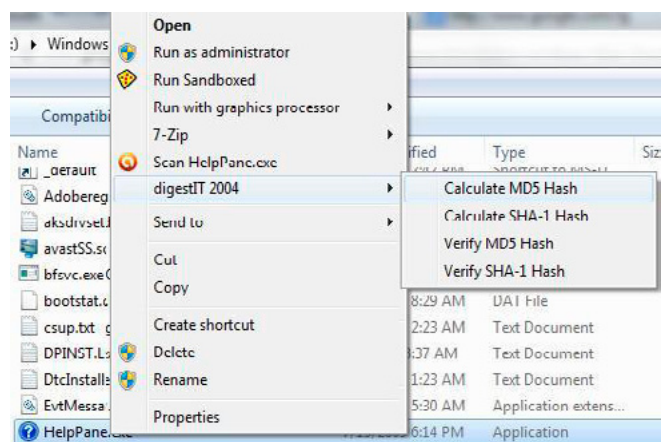 Open
:) ▸ Windows
Run as administrator
Run Sandboxed
Compatibi
Run with graphics processor
7-Zip
Name
ified
Type
Siz
Scan HelpPane.exe
_default
Adobereg
digestIT 2004
Calculate MD5 Hash
aksdrvset.
Send to
Calculate SHA-1 Hash
avastSS.sc
Verify MD5 Hash
Cut
bfsvc.exe
Verify SHA-1 Hash
Copy
bootstat.
8:29 AM
DAT File
Create shortcut
csup.txt
2:23 AM
Text Document
Delete
DPINST.L
3:37 AM
Text Document
Rename
DtcInstall
1:23 AM
Text Document
EvtMessa
5:30 AM
Application extens...
Properties
HelpPane.exe
6:14 PM
Application